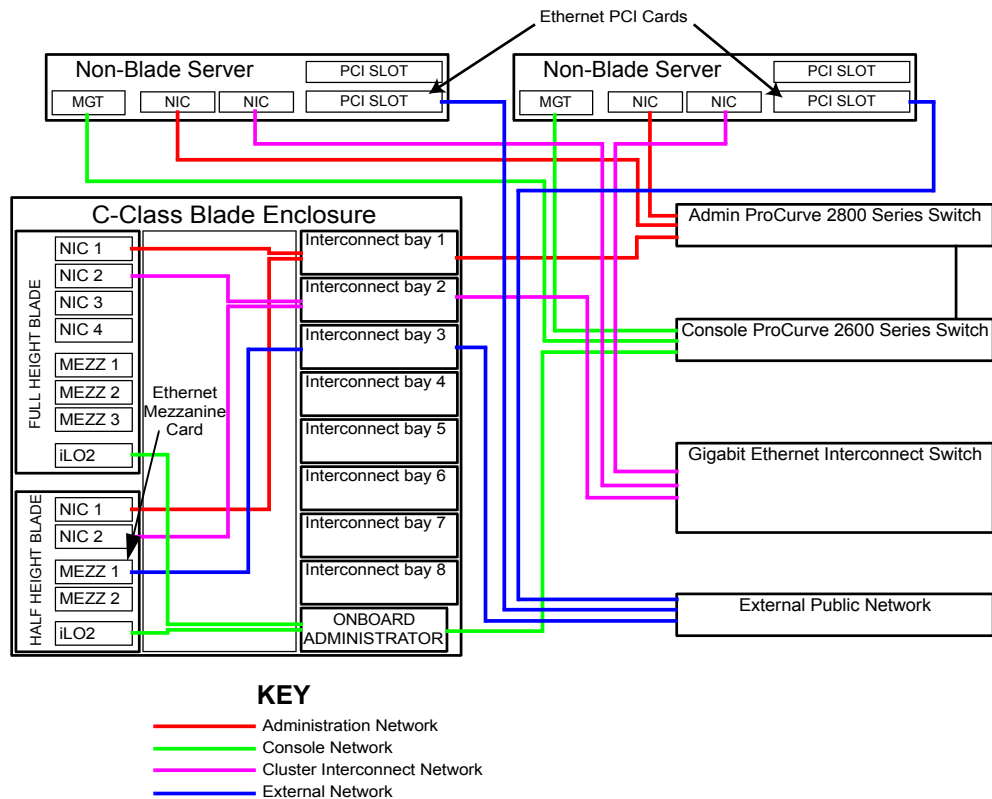 Ethernet PCI Cards
Non-Blade Server
PCI SLOT
MGT
NIC
NIC
PCI SLOT
Non-Blade Server
PCI SLOT
MGT
NIC
NIC
PCI SLOT
C-Class Blade Enclosure
FULL HEIGHT BLADE
NIC 1
NIC 2
NIC 3
NIC 4
MEZZ 1
MEZZ 2
MEZZ 3
iLO2
Ethernet
Mezzanine
Card
HALF HEIGHT BLADE
NIC 1
NIC 2
MEZZ 1
MEZZ 2
iLO2
Interconnect bay 1
Interconnect bay 2
Interconnect bay 3
Interconnect bay 4
Interconnect bay 5
Interconnect bay 6
Interconnect bay 7
Interconnect bay 8
ONBOARD
ADMINISTRATOR
Admin ProCurve 2800 Series Switch
Console ProCurve 2600 Series Switch
Gigabit Ethernet Interconnect Switch
External Public Network
KEY
Administration Network
Console Network
Cluster Interconnect Network
External Network